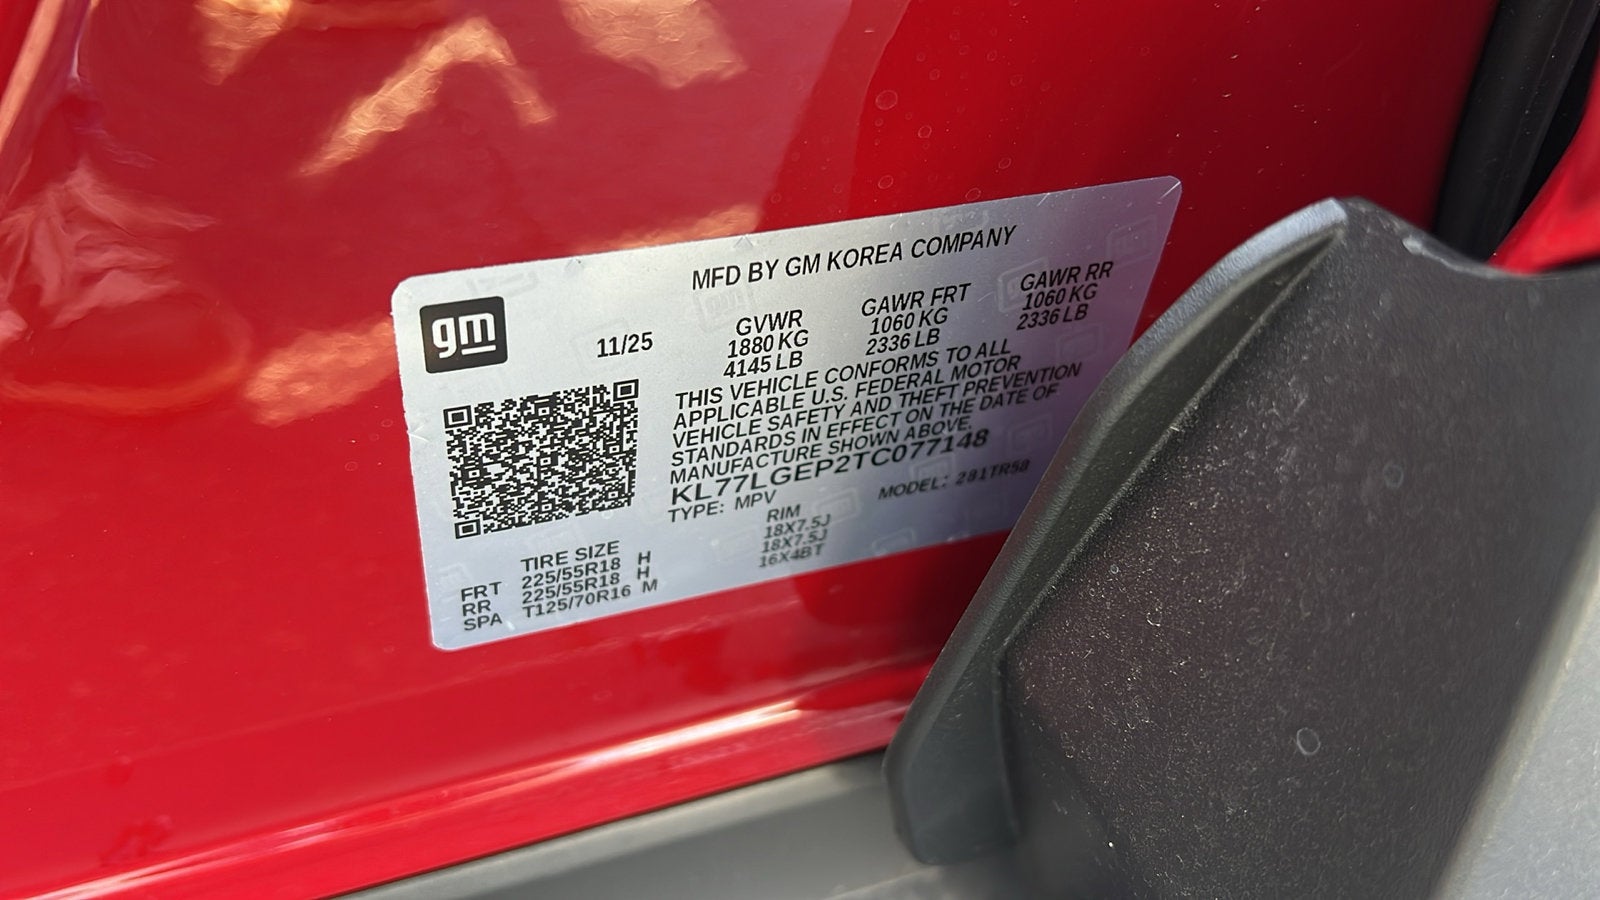 MFD BY GM KOREA COMPANY
gm
11/25
GVWR GAWR FRT GAWR RR
1880 KG 1060 KG 1060 KG
4145 LB 2336 LB 2336 LB
THIS VEHICLE CONFORMS TO ALL
APPLICABLE U.S. FEDERAL MOTOR
VEHICLE SAFETY AND THEFT PREVENTION
STANDARDS IN EFFECT ON THE DATE OF
MANUFACTURE SHOWN ABOVE.
KL77LGEP2TC077148
TYPE: MPV MODEL: 281TR58
TIRE SIZE RIM
FRT 225/55R18 H 18X7.5J
RR 225/55R18 H 18X7.5J
SPA T125/70R16 M 16X4BT